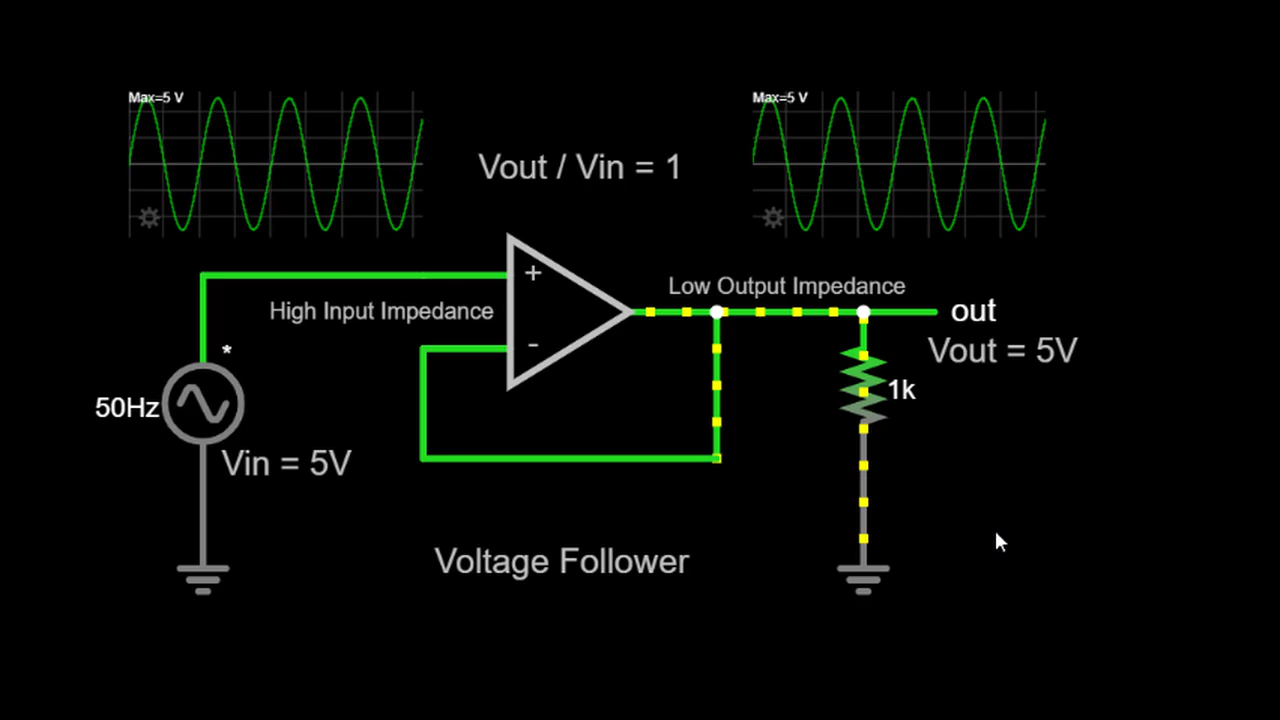 Max=5 V
Max=5 V
Vout / Vin = 1
+
Low Output Impedance
High Input Impedance
out
-
*
Vout = 5V
1k
50Hz
Vin = 5V
Voltage Follower